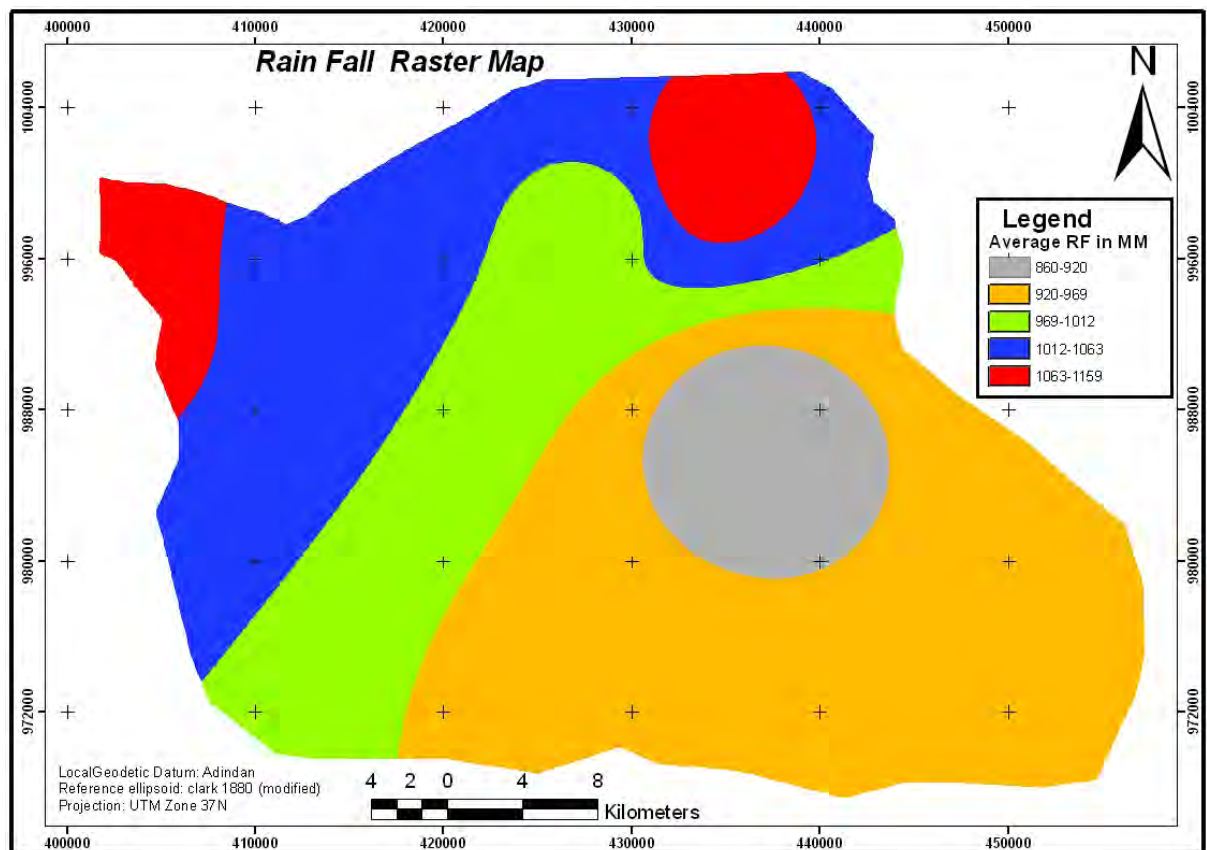 400000 410000 420000 430000 440000 450000
Rain Fall Raster Map
N
1004000
1004000
Legend
Average RF in MM
860-920
920-969
969-1012
1012-1063
1063-1159
996000
996000
988000
988000
980000
980000
972000
972000
LocalGeodetic Datum: Adindan
Reference ellipsoid: clark 1880 (modified)
Projection: UTM Zone 37N
4 2 0 4 8
Kilometers
400000 410000 420000 430000 440000 450000